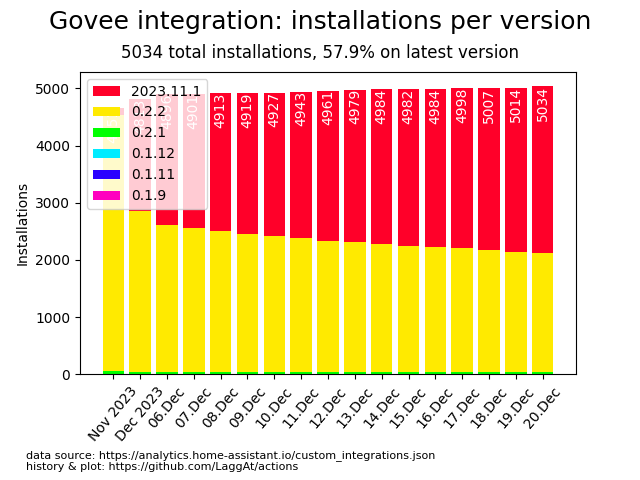 Govee integration: installations per version
5034 total installations, 57.9% on latest version
Installations
5000
4000
3000
2000
1000
0
2023.11.1
0.2.2
0.2.1
0.1.12
0.1.11
0.1.9
4896
4901
4913
4919
4927
4943
4961
4979
4984
4982
4984
4998
5007
5014
5034
Nov 2023
Dec 2023
06.Dec
07.Dec
08.Dec
09.Dec
10.Dec
11.Dec
12.Dec
13.Dec
14.Dec
15.Dec
16.Dec
17.Dec
18.Dec
19.Dec
20.Dec
data source: https://analytics.home-assistant.io/custom_integrations.json
history & plot: https://github.com/LaggAt/actions